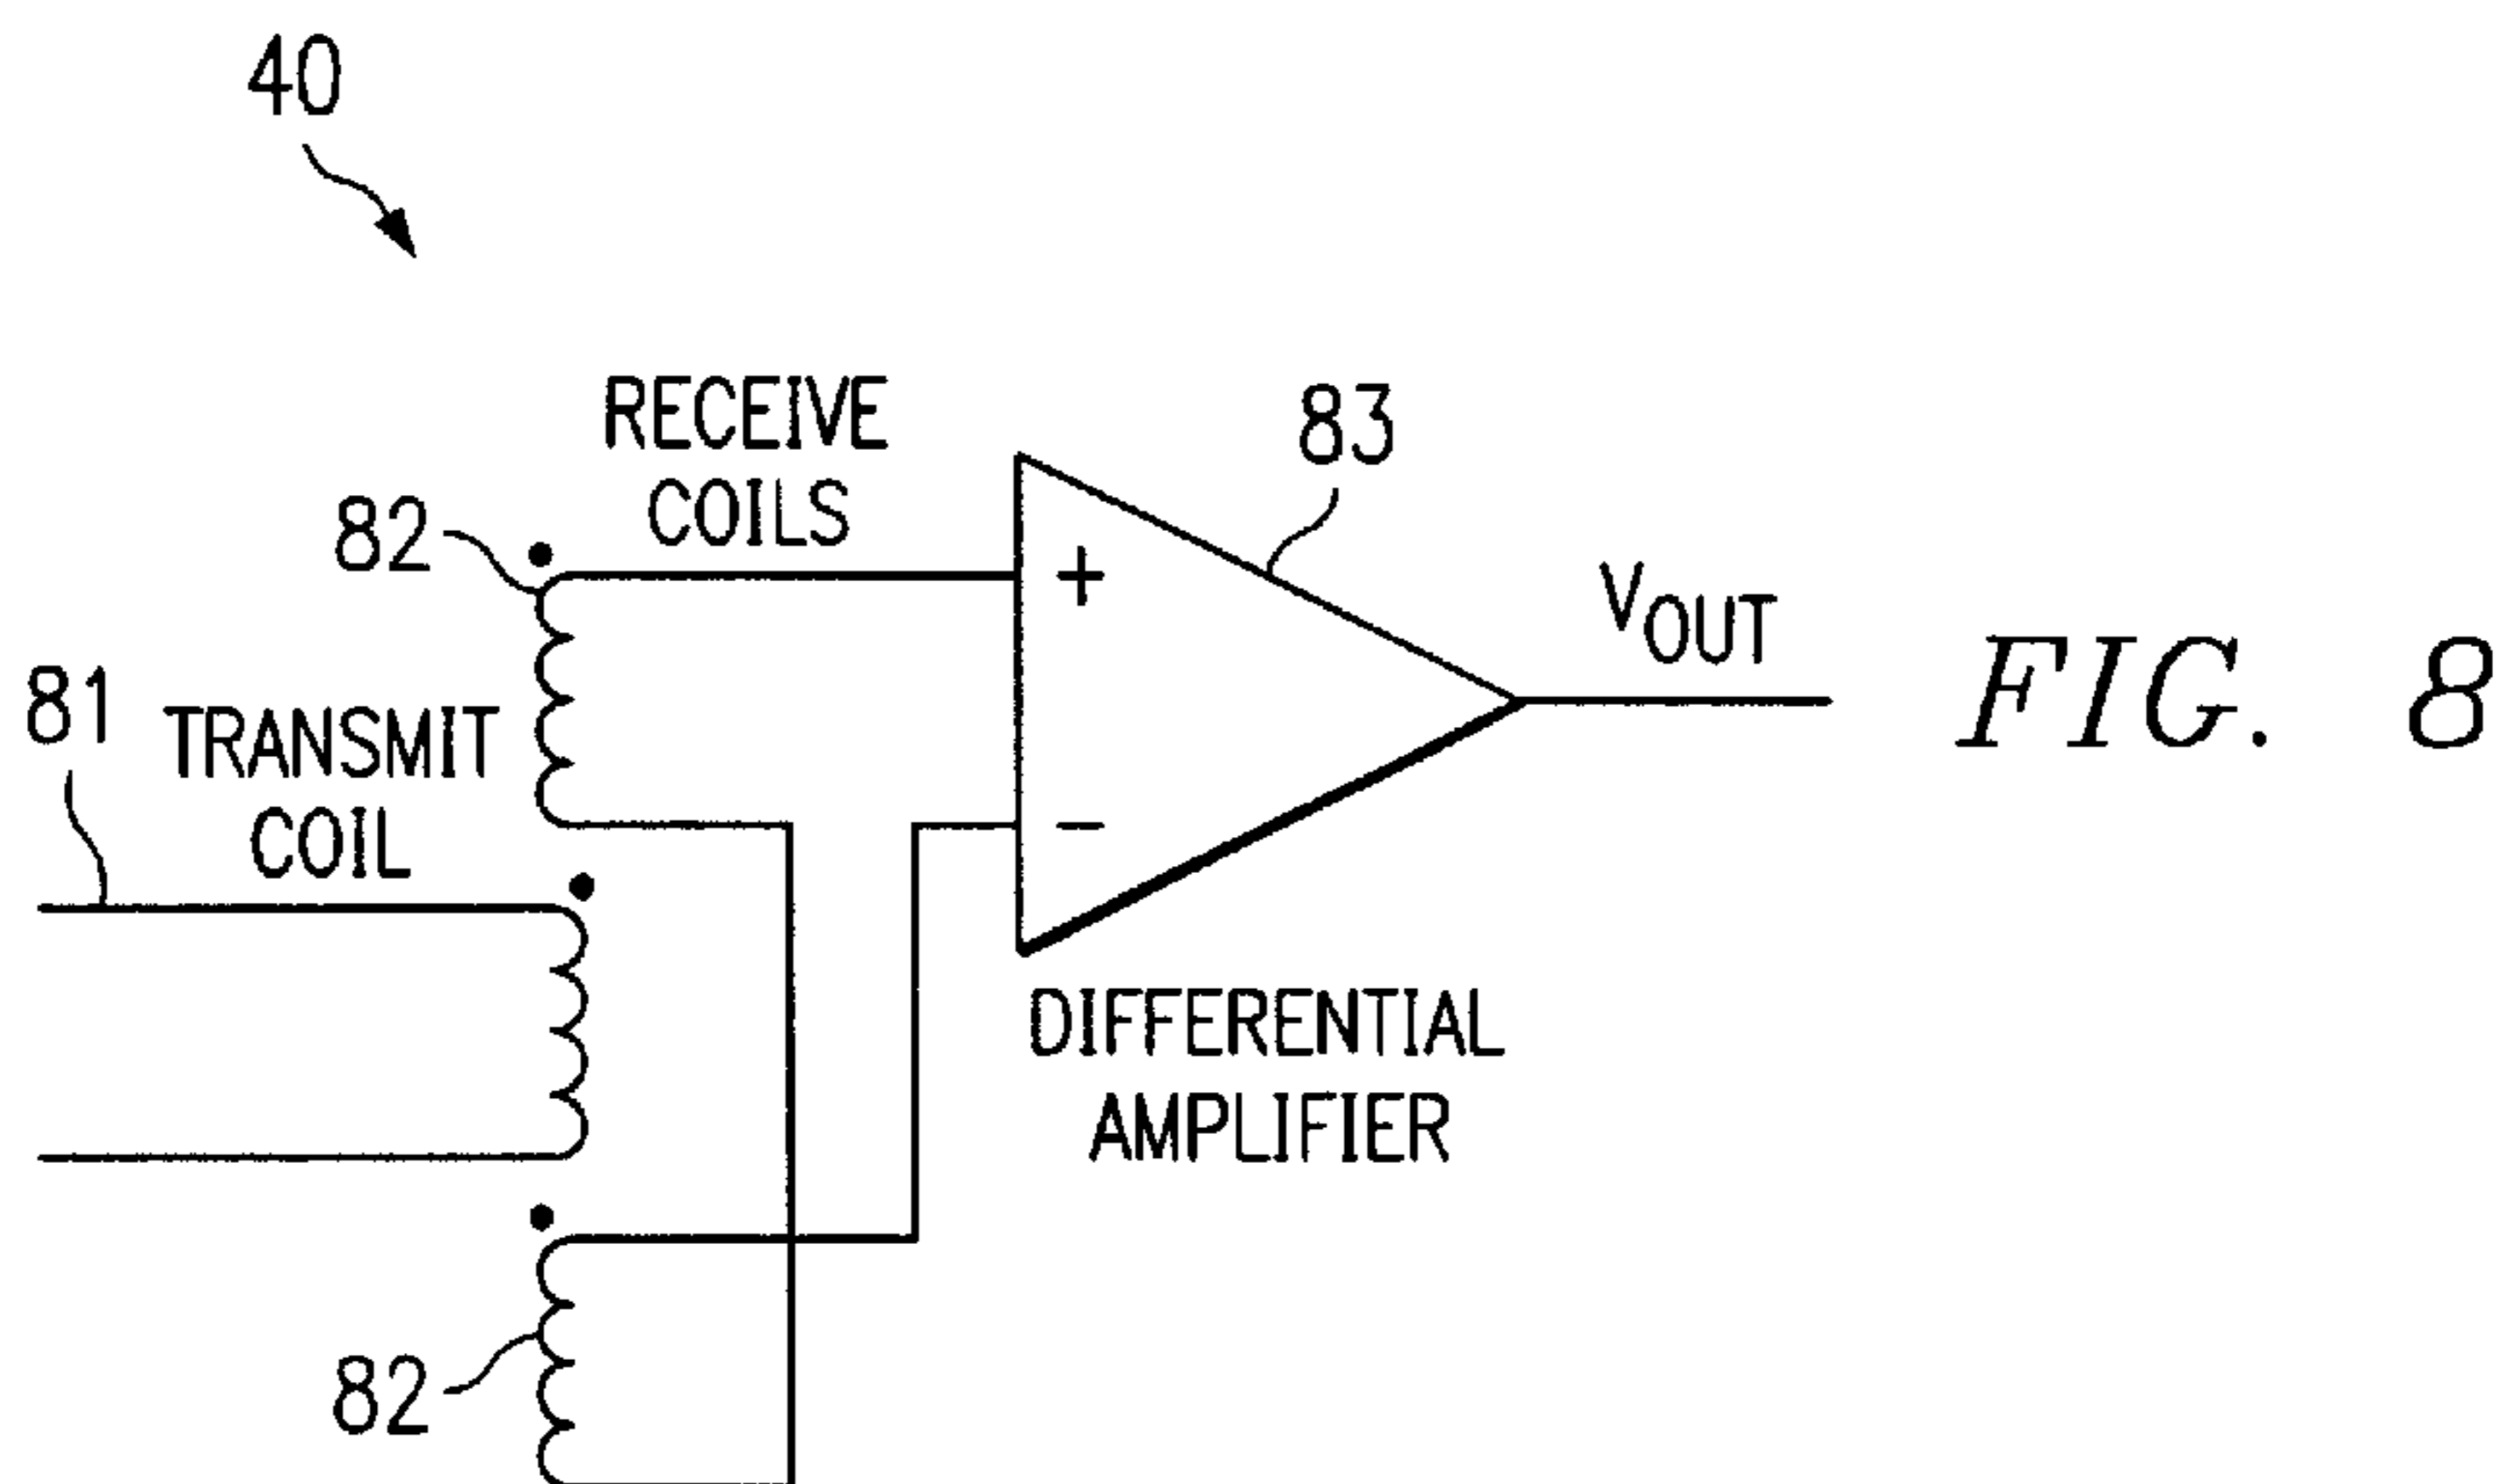 40
RECEIVE
COILS
82
83
+
VOUT
FIG. 8
81
TRANSMIT
COIL
−
DIFFERENTIAL
AMPLIFIER
82